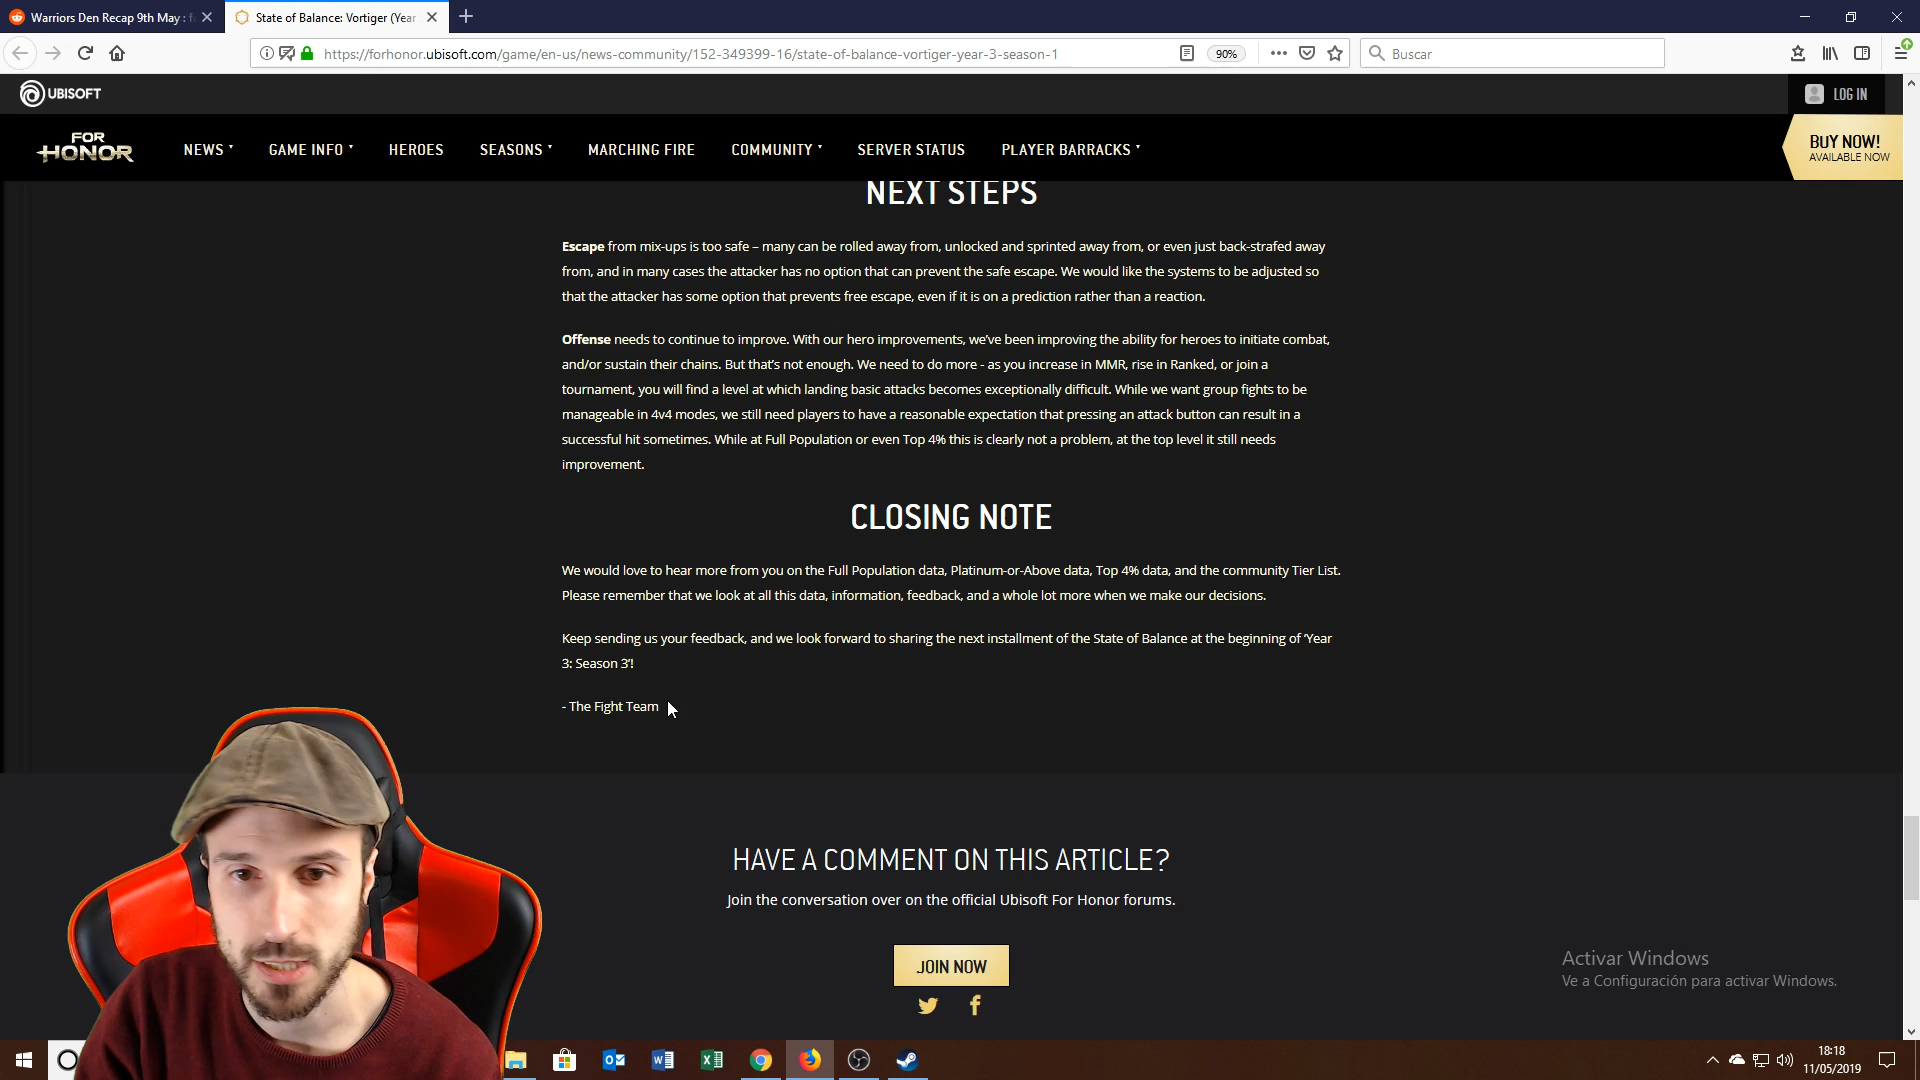 Warriors Den Recap 9th May : f
State of Balance: Vortiger (Year
https://forhonor.ubisoft.com/game/en-us/news-community/152-349399-16/state-of-balance-vortiger-year-3-season-1
90%
Buscar
UBISOFT
LOG IN
FOR HONOR
NEWS
GAME INFO
HEROES
SEASONS
MARCHING FIRE
COMMUNITY
SERVER STATUS
PLAYER BARRACKS
BUY NOW!
AVAILABLE NOW
NEXT STEPS
Escape from mix-ups is too safe – many can be rolled away from, unlocked and sprinted away from, or even just back-strafed away
from, and in many cases the attacker has no option that can prevent the safe escape. We would like the systems to be adjusted so
that the attacker has some option that prevents free escape, even if it is on a prediction rather than a reaction.
Offense needs to continue to improve. With our hero improvements, we’ve been improving the ability for heroes to initiate combat,
and/or sustain their chains. But that’s not enough. We need to do more - as you increase in MMR, rise in Ranked, or join a
tournament, you will find a level at which landing basic attacks becomes exceptionally difficult. While we want group fights to be
manageable in 4v4 modes, we still need players to have a reasonable expectation that pressing an attack button can result in a
successful hit sometimes. While at Full Population or even Top 4% this is clearly not a problem, at the top level it still needs
improvement.
CLOSING NOTE
We would love to hear more from you on the Full Population data, Platinum-or-Above data, Top 4% data, and the community Tier List.
Please remember that we look at all this data, information, feedback, and a whole lot more when we make our decisions.
Keep sending us your feedback, and we look forward to sharing the next installment of the State of Balance at the beginning of ‘Year
3: Season 3’!
- The Fight Team
HAVE A COMMENT ON THIS ARTICLE?
Join the conversation over on the official Ubisoft For Honor forums.
JOIN NOW
Activar Windows
Ve a Configuración para activar Windows.
18:18
11/05/2019